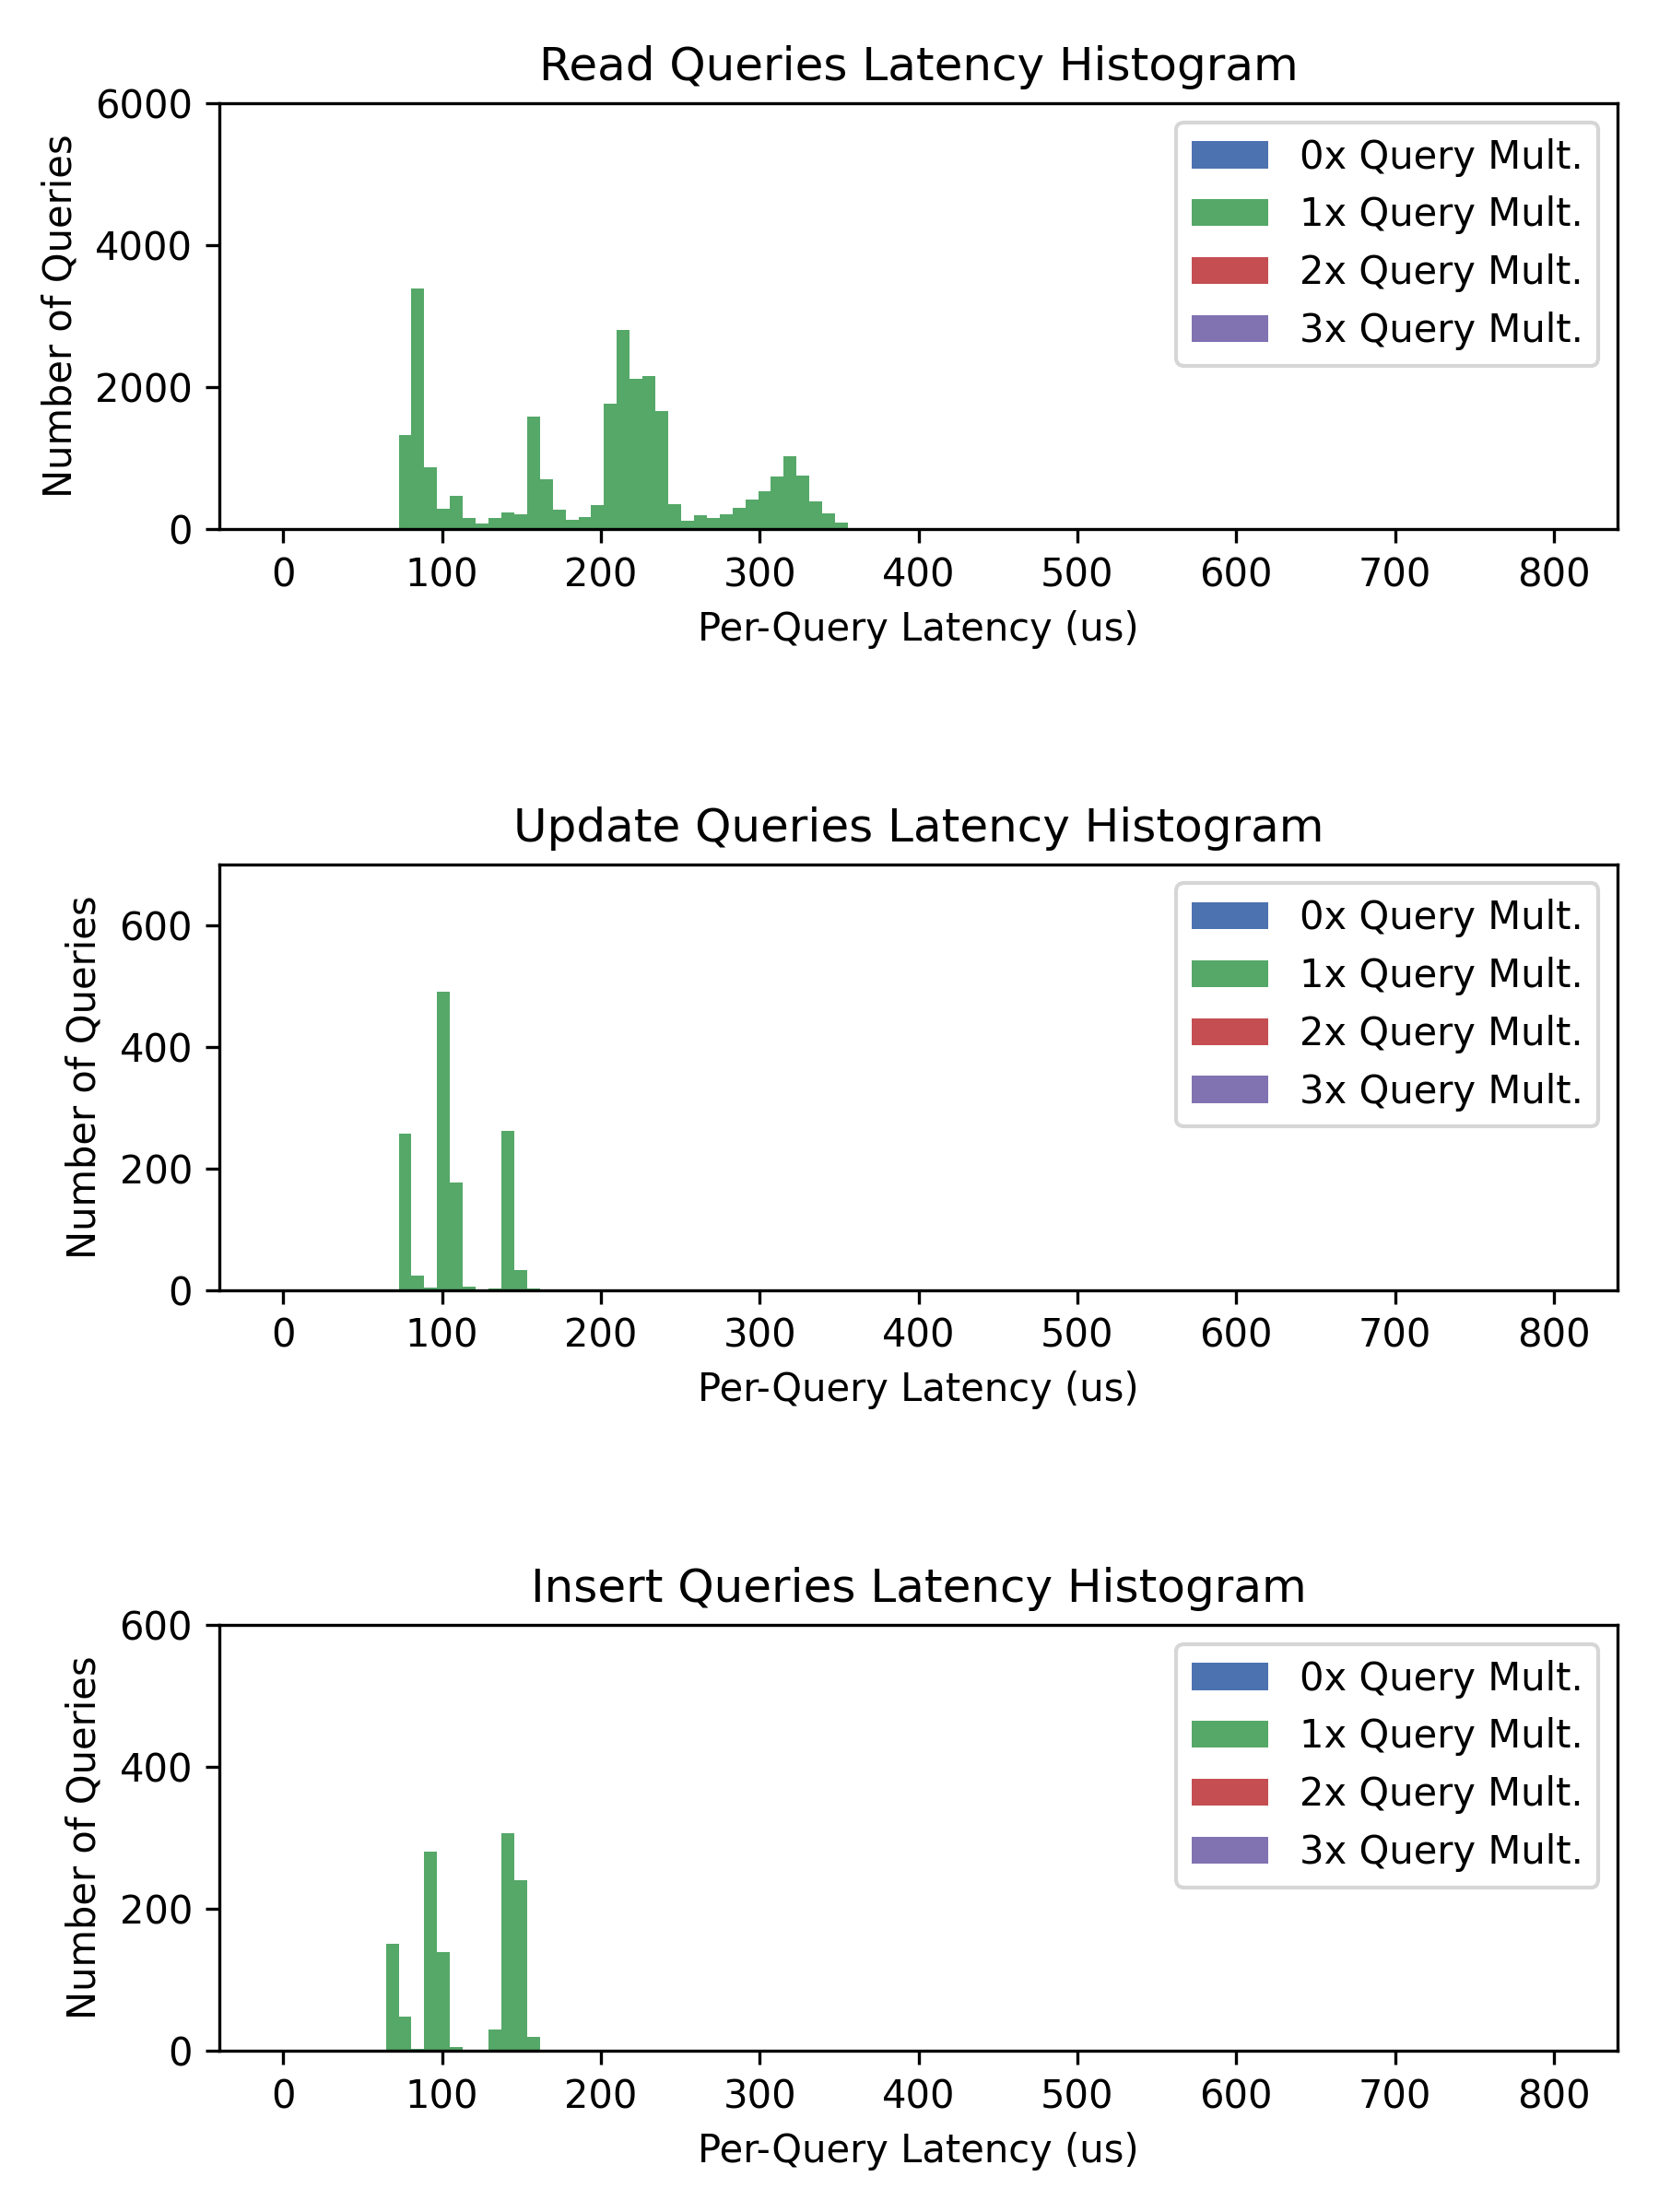 Read Queries Latency Histogram
6000
4000
2000
0
Number of Queries
0x Query Mult.
1x Query Mult.
2x Query Mult.
3x Query Mult.
0 100 200 300 400 500 600 700 800
Per-Query Latency (us)
Update Queries Latency Histogram
600
400
200
0
Number of Queries
0x Query Mult.
1x Query Mult.
2x Query Mult.
3x Query Mult.
0 100 200 300 400 500 600 700 800
Per-Query Latency (us)
Insert Queries Latency Histogram
600
400
200
0
Number of Queries
0x Query Mult.
1x Query Mult.
2x Query Mult.
3x Query Mult.
0 100 200 300 400 500 600 700 800
Per-Query Latency (us)